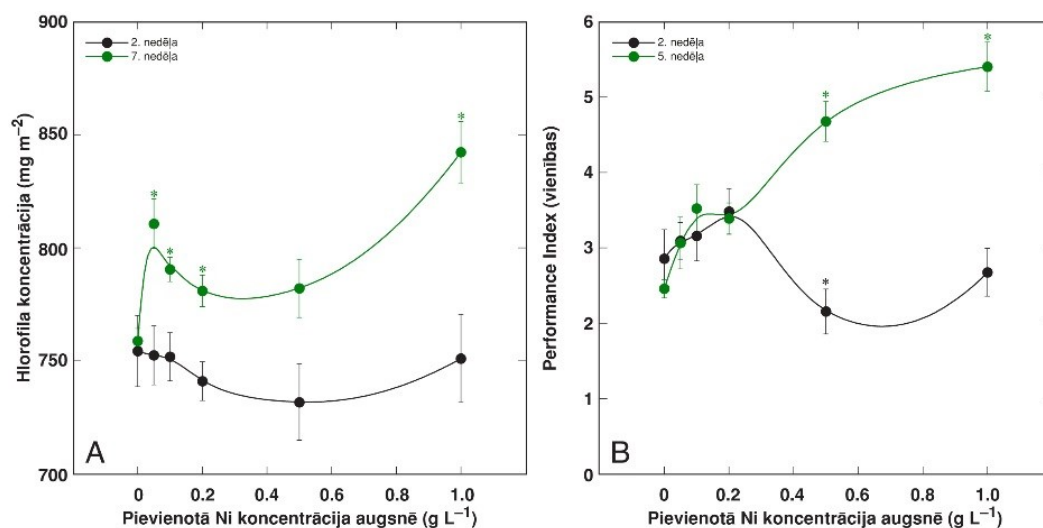 900
850
800
750
700
Hlorofila koncentrācija (mg m⁻²)
2. nedēļa
7. nedēļa
*
*
*
*
A
0 0.2 0.4 0.6 0.8 1.0
Pievienotā Ni koncentrācija augsnē (g L⁻¹)
6
5
4
3
2
1
0
Performance Index (vienības)
2. nedēļa
5. nedēļa
*
*
*
B
0 0.2 0.4 0.6 0.8 1.0
Pievienotā Ni koncentrācija augsnē (g L⁻¹)